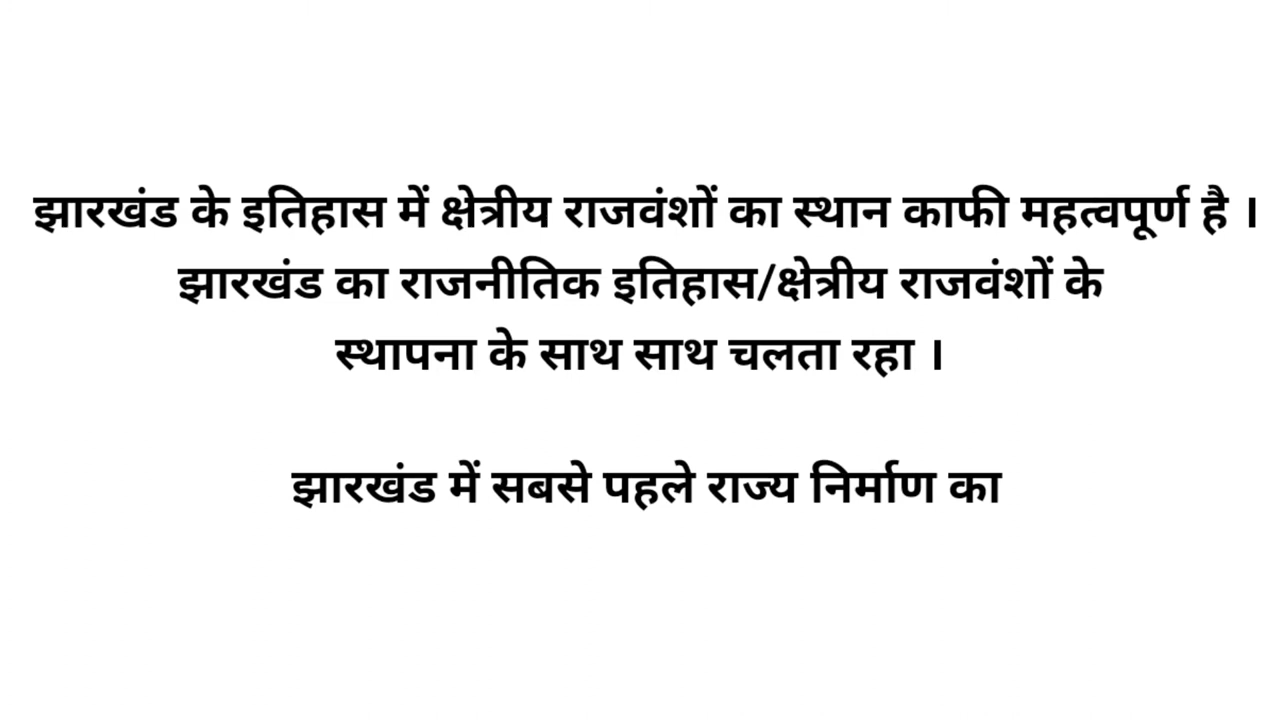 झारखंड के इतिहास में क्षेत्रीय राजवंशों का स्थान काफी महत्वपूर्ण है ।
झारखंड का राजनीतिक इतिहास/क्षेत्रीय राजवंशों के
स्थापना के साथ साथ चलता रहा ।
झारखंड में सबसे पहले राज्य निर्माण का